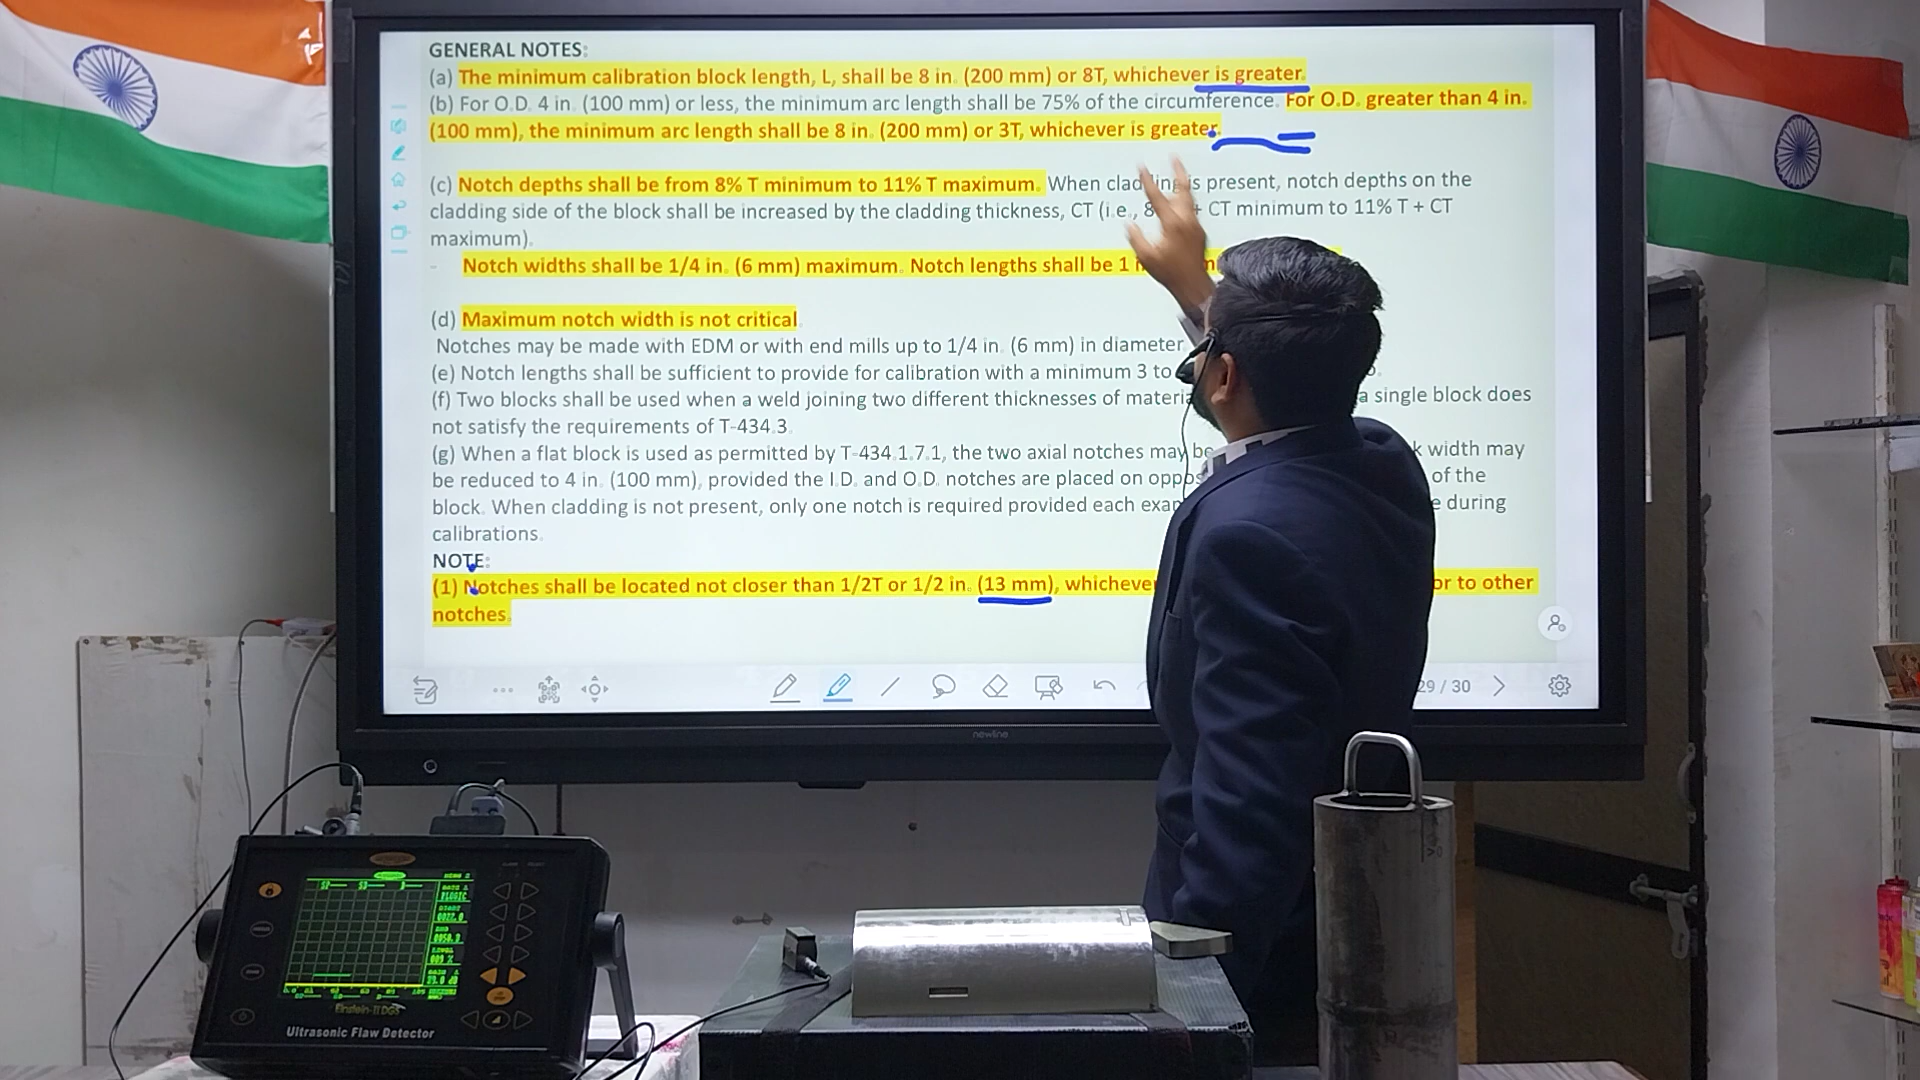 GENERAL NOTES:
(a) The minimum calibration block length, L, shall be 8 in. (200 mm) or 8T, whichever is greater.
(b) For O.D. 4 in. (100 mm) or less, the minimum arc length shall be 75% of the circumference. For O.D. greater than 4 in.
(100 mm), the minimum arc length shall be 8 in. (200 mm) or 3T, whichever is greater.
(c) Notch depths shall be from 8% T minimum to 11% T maximum. When cladding is present, notch depths on the
cladding side of the block shall be increased by the cladding thickness, CT (i.e., 8 + CT minimum to 11% T + CT
maximum).
- Notch widths shall be 1/4 in. (6 mm) maximum. Notch lengths shall be 1
(d) Maximum notch width is not critical.
Notches may be made with EDM or with end mills up to 1/4 in. (6 mm) in diameter
(e) Notch lengths shall be sufficient to provide for calibration with a minimum 3 to
(f) Two blocks shall be used when a weld joining two different thicknesses of a single block does
not satisfy the requirements of T-434.3.
(g) When a flat block is used as permitted by T-434.1.7.1, the two axial notches may be width may
be reduced to 4 in. (100 mm), provided the I.D. and O.D. notches are placed on of the
block. When cladding is not present, only one notch is required provided each during
calibrations.
NOTE:
(1) Notches shall be located not closer than 1/2T or 1/2 in. (13 mm), whichever or to other
notches.
29 / 30
newline
Einstein-II DGS
Ultrasonic Flaw Detector